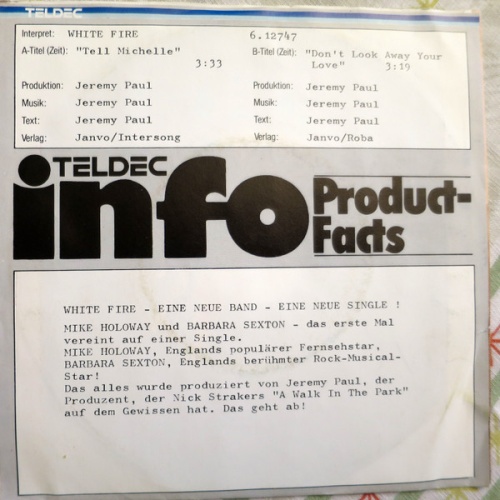 TELDEC
Interpret: WHITE FIRE 6.12747
A-Titel (Zeit): "Tell Michelle" B-Titel (Zeit): "Don't Look Away Your
3:33 Love" 3:19
Produktion: Jeremy Paul Produktion: Jeremy Paul
Musik: Jeremy Paul Musik: Jeremy Paul
Text: Jeremy Paul Text: Jeremy Paul
Verlag: Janvo/Intersong Verlag: Janvo/Roba
TELDEC
info Product-
Facts
WHITE FIRE - EINE NEUE BAND - EINE NEUE SINGLE !
MIKE HOLOWAY und BARBARA SEXTON - das erste Mal
vereint auf einer Single.
MIKE HOLOWAY, Englands populärer Fernsehstar,
BARBARA SEXTON, Englands berühmter Rock-Musical-
Star!
Das alles wurde produziert von Jeremy Paul, der
Produzent, der Nick Strakers "A Walk In The Park"
auf dem Gewissen hat. Das geht ab!